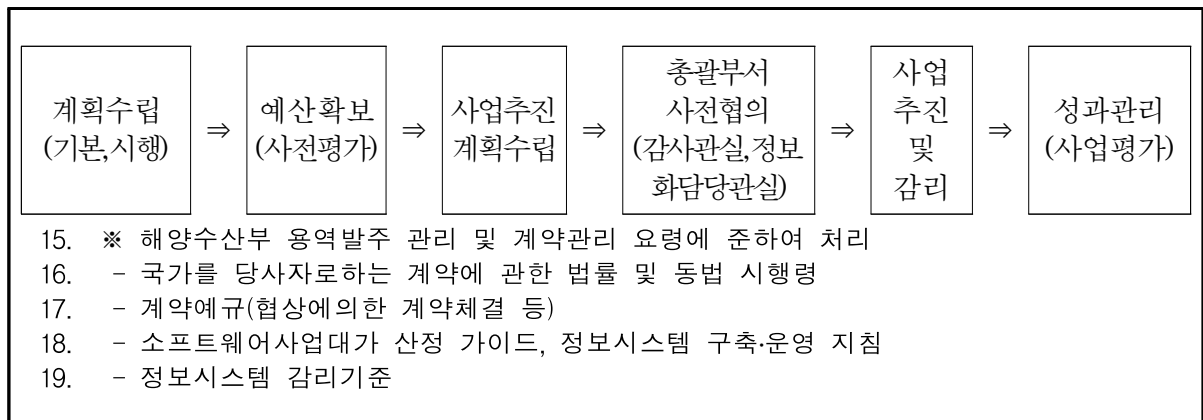 계획수립
(기본,시행)
⇒
예산확보
(사전평가)
⇒
사업추진
계획수립
⇒
총괄부서
사전협의
(감사관실,정보
화담당관실)
⇒
사업
추진
및
감리
⇒
성과관리
(사업평가)
15. ※ 해양수산부 용역발주 관리 및 계약관리 요령에 준하여 처리
16. - 국가를 당사자로하는 계약에 관한 법률 및 동법 시행령
17. - 계약예규(협상에의한 계약체결 등)
18. - 소프트웨어사업대가 산정 가이드, 정보시스템 구축·운영 지침
19. - 정보시스템 감리기준